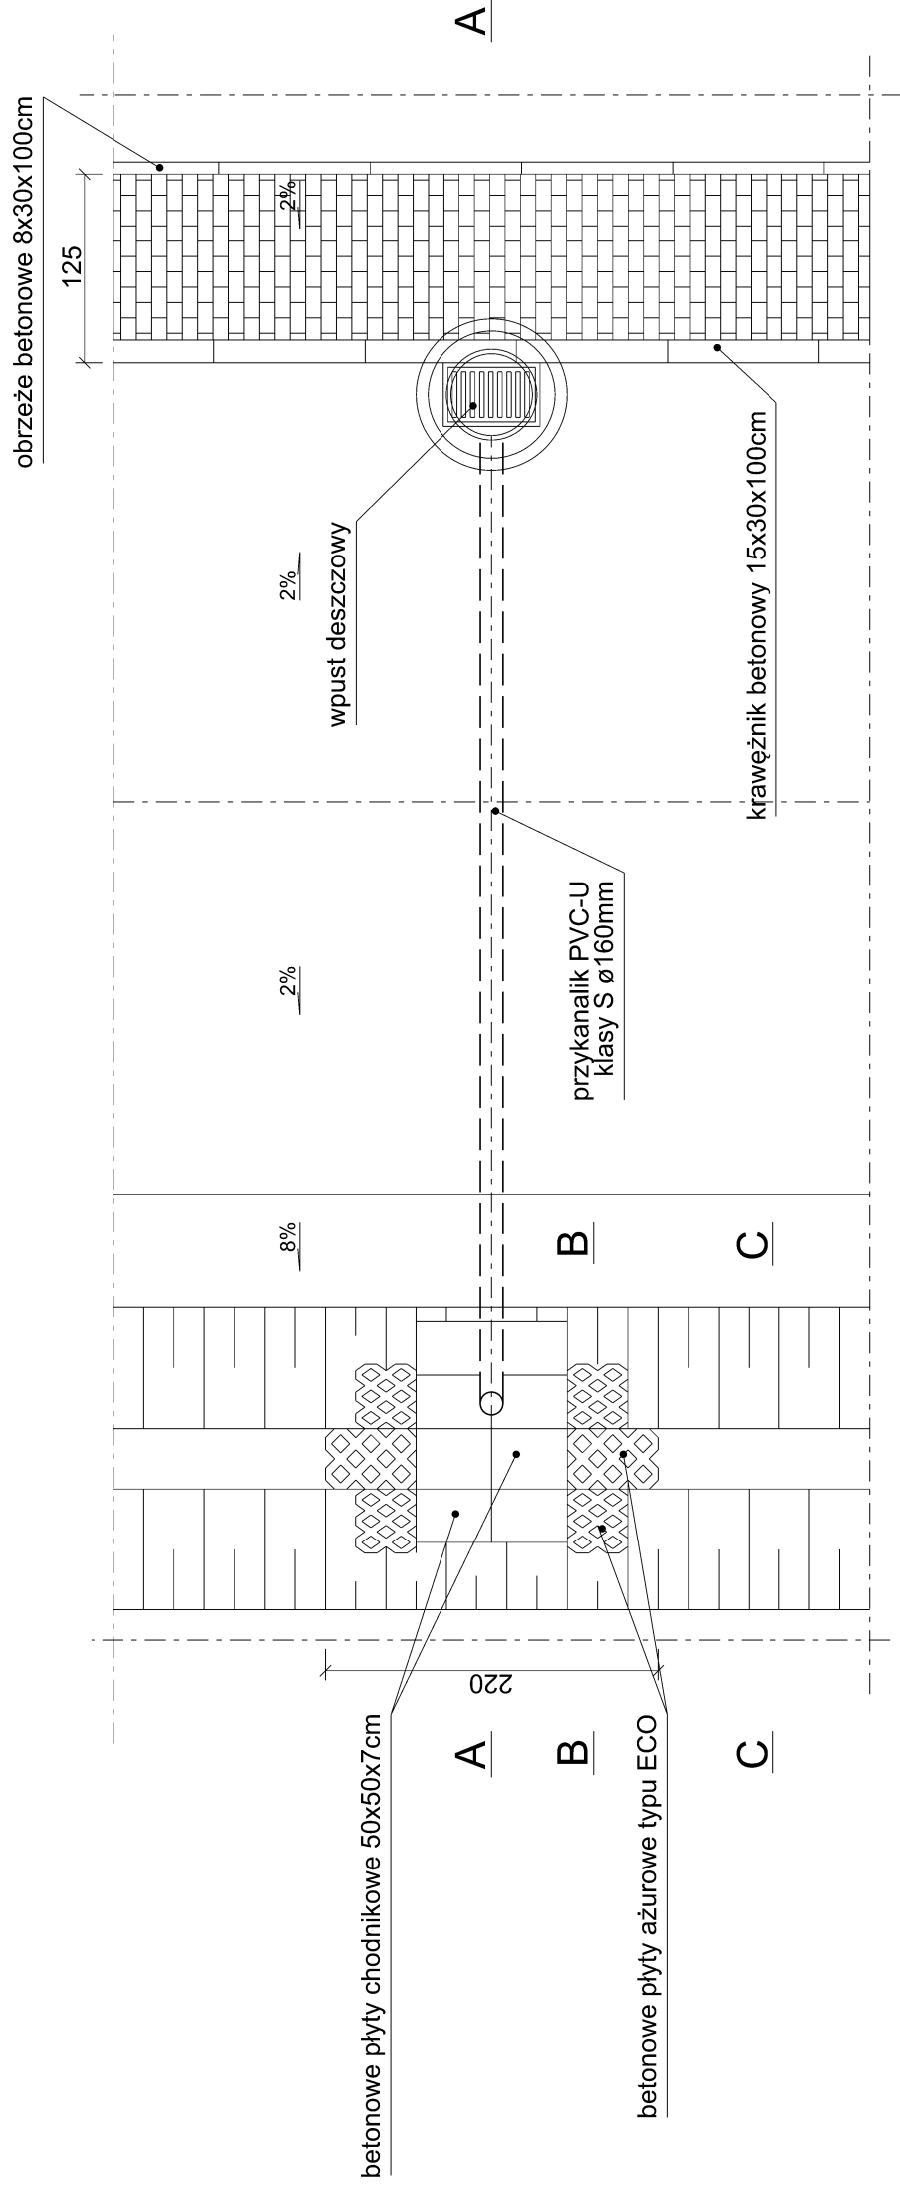 obrzeże betonowe 8x30x100cm
125
2%
A
wpust deszczowy
2%
krawężnik betonowy 15x30x100cm
2%
przykanalik PVC-U
klasy S ø160mm
8%
B
C
220
betonowe płyty chodnikowe 50x50x7cm
A
B
betonowe płyty ażurowe typu ECO
C